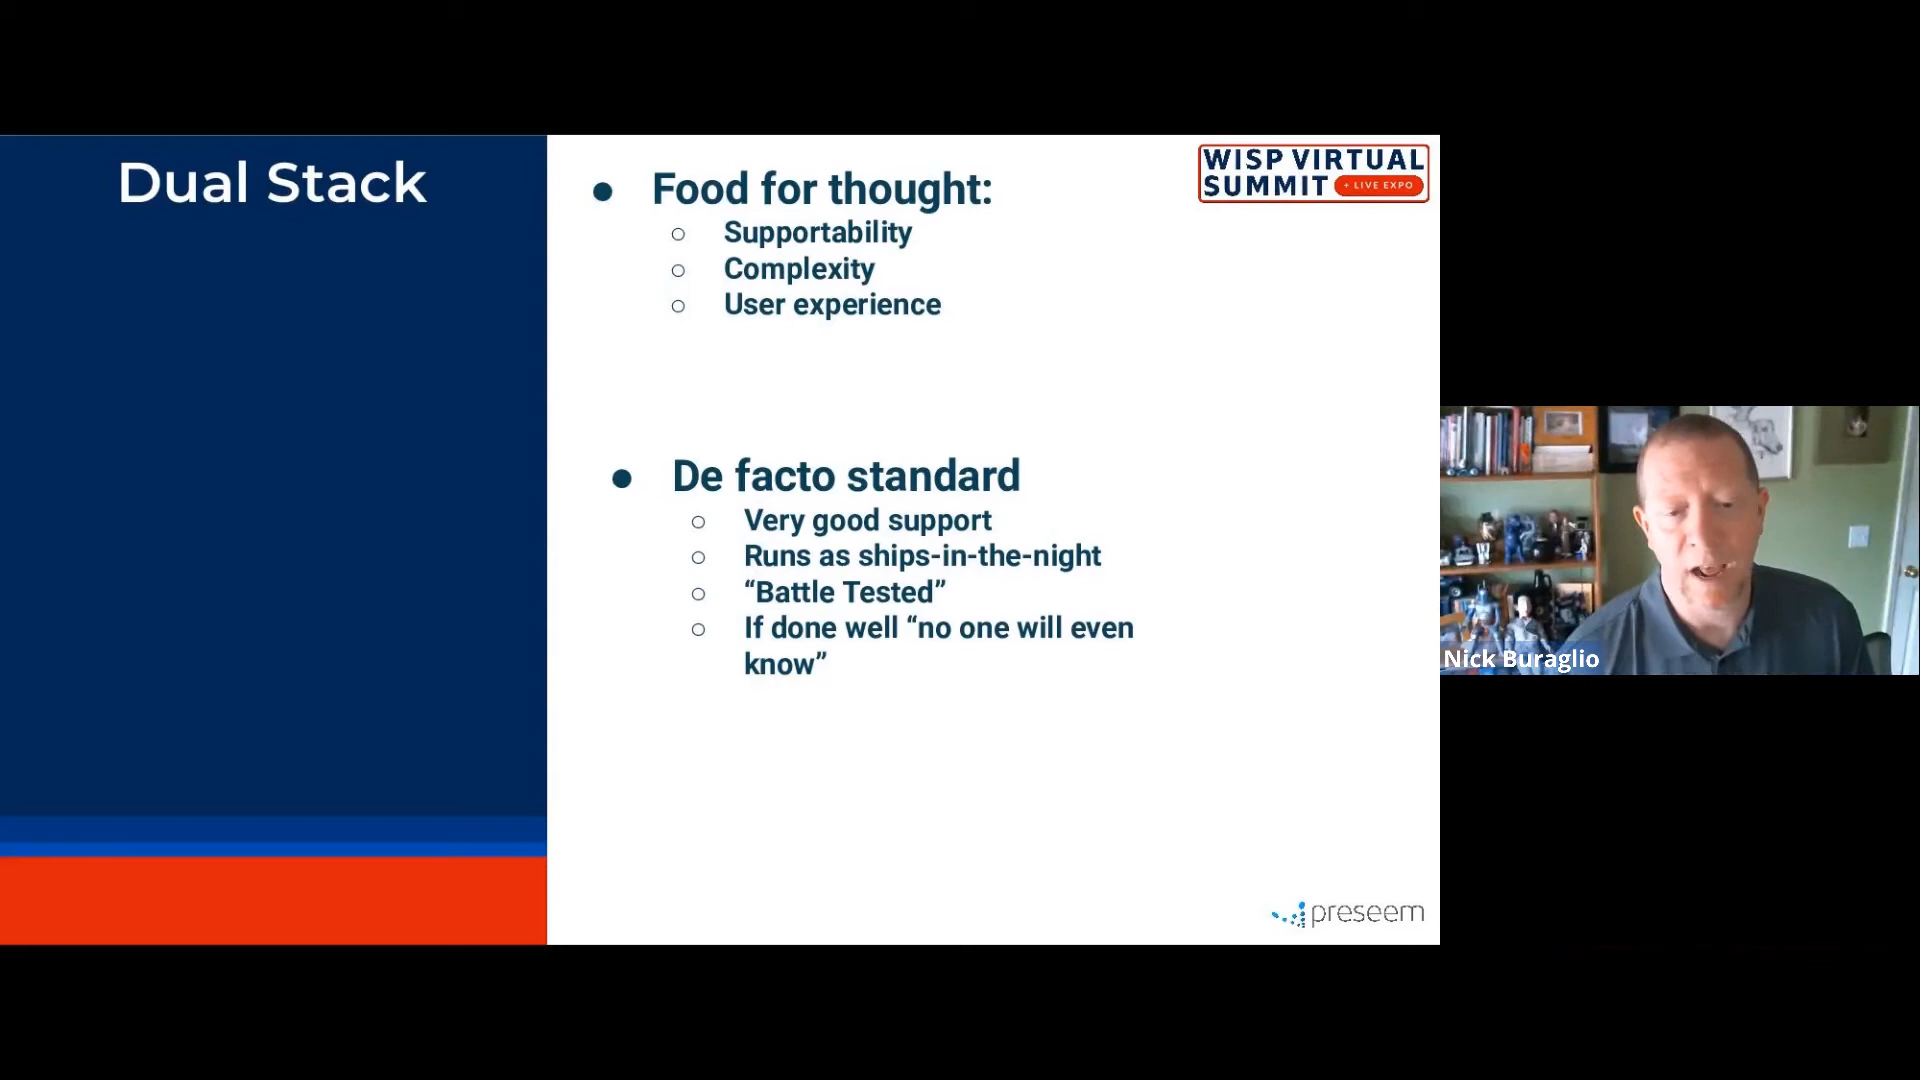 Dual Stack
● Food for thought:
○ Supportability
○ Complexity
○ User experience
● De facto standard
○ Very good support
○ Runs as ships-in-the-night
○ “Battle Tested”
○ If done well “no one will even
know”
WISP VIRTUAL
SUMMIT + LIVE EXPO
preseem
Nick Buraglio